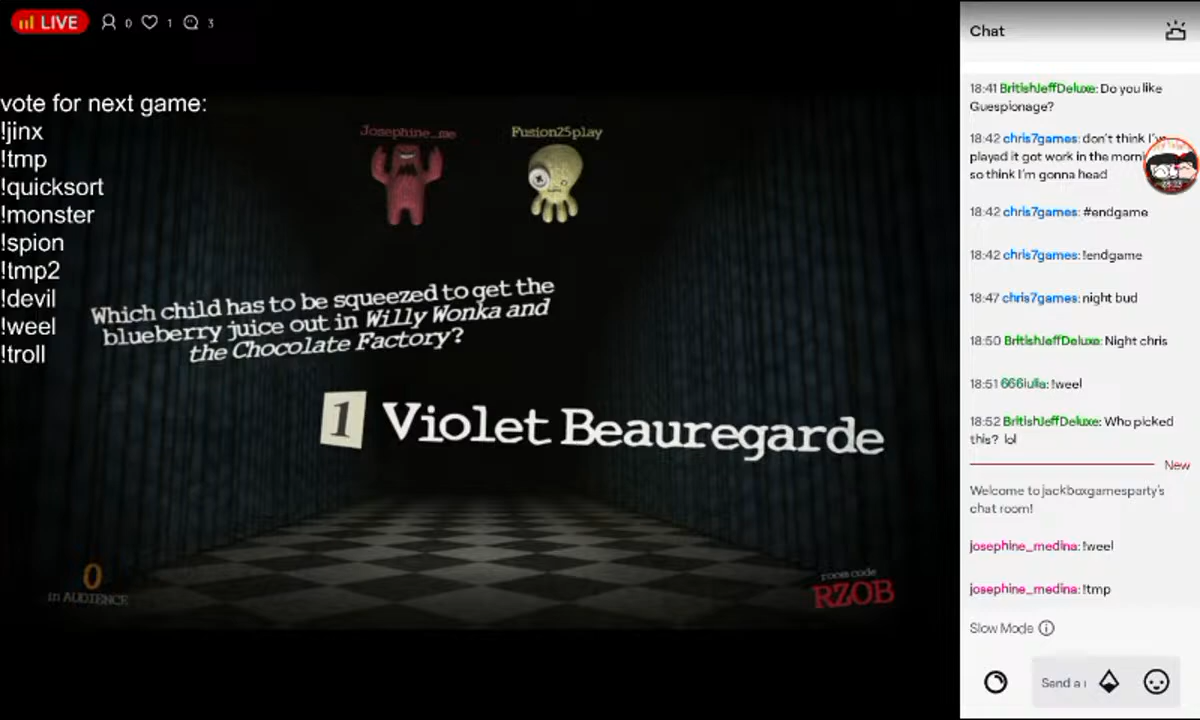 LIVE
0
1
3
vote for next game:
!jinx
!tmp
!quicksort
!monster
!spion
!tmp2
!devil
!weel
!troll
Josephine_me
Fusion25play
Which child has to be squeezed to get the
blueberry juice out in Willy Wonka and
the Chocolate Factory?
1 Violet Beauregarde
0
in AUDIENCE
room code
RZOB
Chat
18:41 BritishJeffDeluxe: Do you like
Guespionage?
18:42 chris7games: don't think I've
played it got work in the morni
so think I'm gonna head
18:42 chris7games: #endgame
18:42 chris7games: !endgame
18:47 chris7games: night bud
18:50 BritishJeffDeluxe: Night chris
18:51 666iulia: !weel
18:52 BritishJeffDeluxe: Who picked
this? lol
New
Welcome to jackboxgamesparty's
chat room!
josephine_medina: !weel
josephine_medina: !tmp
Slow Mode
Send a